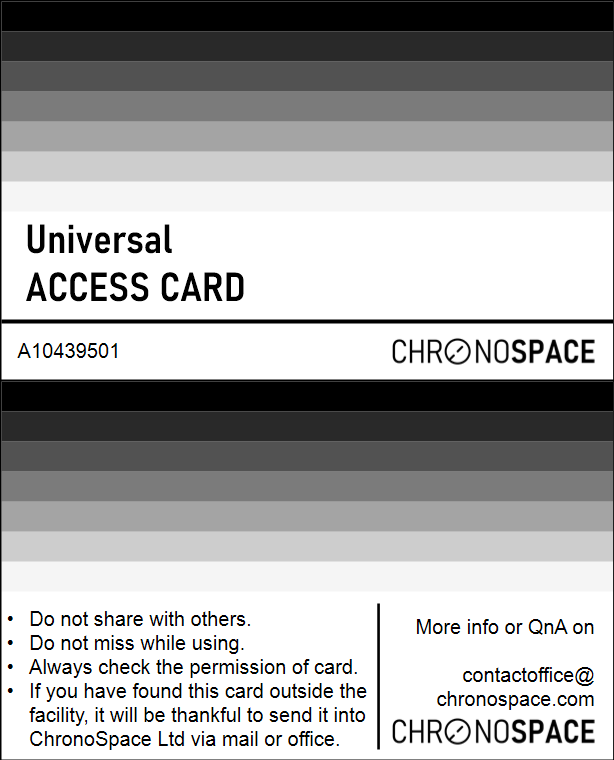 Universal
ACCESS CARD
A10439501
CHRONOSPACE
• Do not share with others.
• Do not miss while using.
• Always check the permission of card.
• If you have found this card outside the
facility, it will be thankful to send it into
ChronoSpace Ltd via mail or office.
More info or QnA on
contactoffice@
chronospace.com
CHRONOSPACE